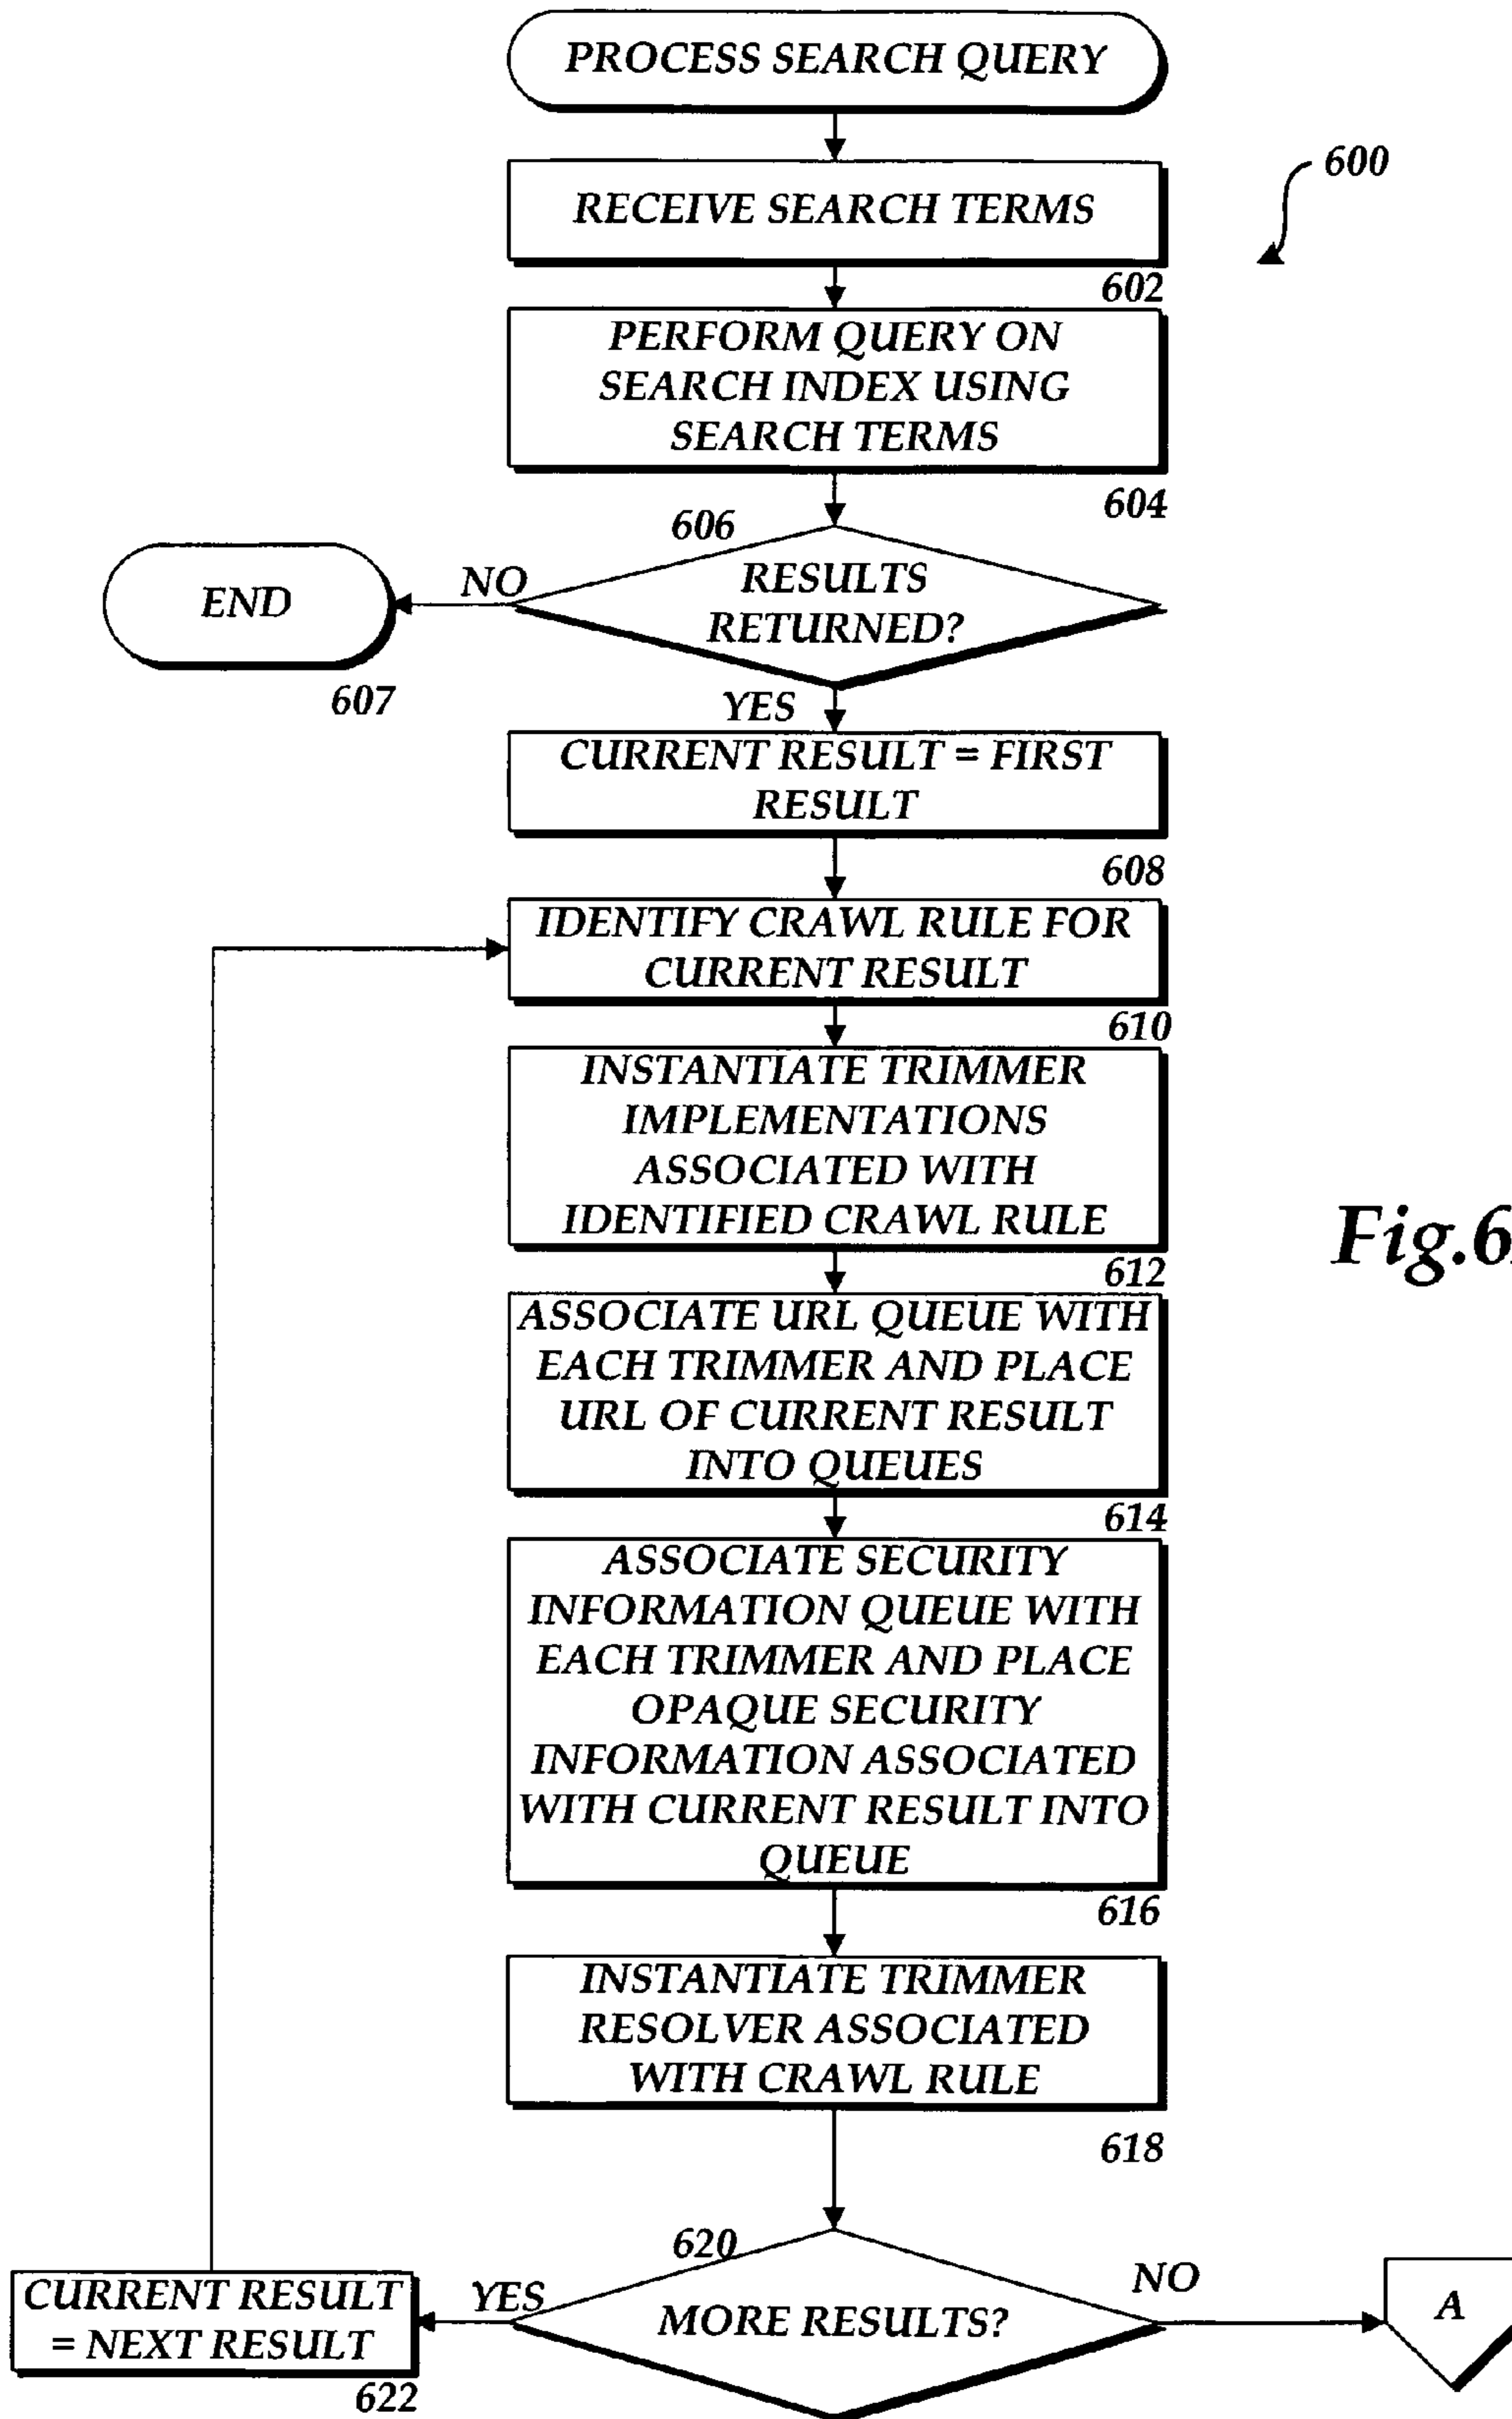 PROCESS SEARCH QUERY
600
RECEIVE SEARCH TERMS
602
PERFORM QUERY ON
SEARCH INDEX USING
SEARCH TERMS
604
606
RESULTS
RETURNED?
NO
END
607
YES
CURRENT RESULT = FIRST
RESULT
608
IDENTIFY CRAWL RULE FOR
CURRENT RESULT
610
INSTANTIATE TRIMMER
IMPLEMENTATIONS
ASSOCIATED WITH
IDENTIFIED CRAWL RULE
612
Fig.6
ASSOCIATE URL QUEUE WITH
EACH TRIMMER AND PLACE
URL OF CURRENT RESULT
INTO QUEUES
614
ASSOCIATE SECURITY
INFORMATION QUEUE WITH
EACH TRIMMER AND PLACE
OPAQUE SECURITY
INFORMATION ASSOCIATED
WITH CURRENT RESULT INTO
QUEUE
616
INSTANTIATE TRIMMER
RESOLVER ASSOCIATED
WITH CRAWL RULE
618
620
MORE RESULTS?
YES
CURRENT RESULT
= NEXT RESULT
622
NO
A